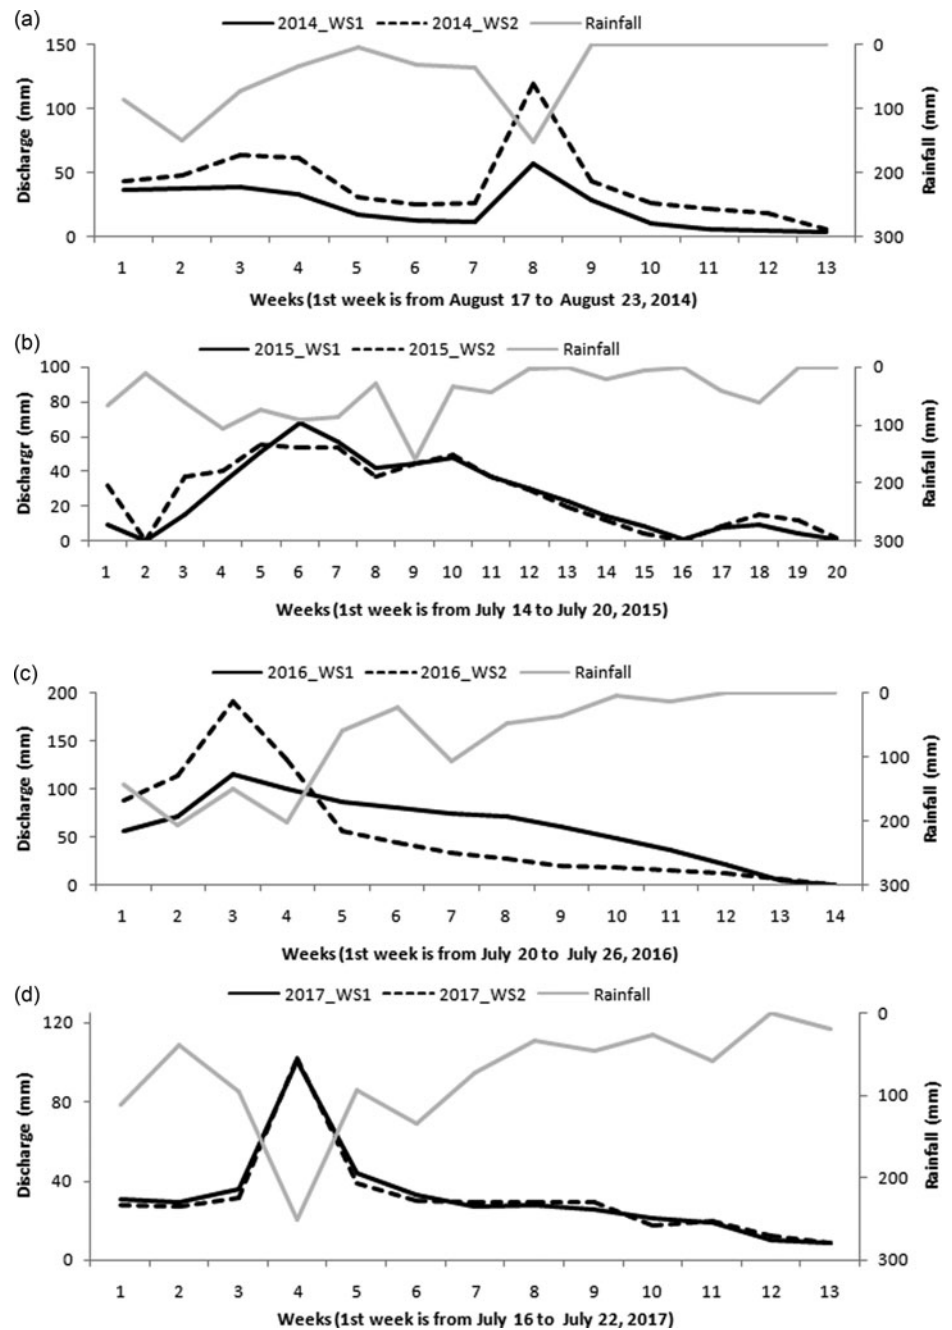 (a)
2014_WS1 2014_WS2 Rainfall
150 0
100 100
50 200
0 300
Discharge (mm)
Rainfall (mm)
1 2 3 4 5 6 7 8 9 10 11 12 13
Weeks (1st week is from August 17 to August 23, 2014)
(b)
2015_WS1 2015_WS2 Rainfall
100 0
80
60 100
40 200
20
0 300
Dischargr (mm)
Rainfall (mm)
1 2 3 4 5 6 7 8 9 10 11 12 13 14 15 16 17 18 19 20
Weeks (1st week is from July 14 to July 20, 2015)
(c)
2016_WS1 2016_WS2 Rainfall
200 0
150 100
100
50 200
0 300
Discharge (mm)
Rainfall (mm)
1 2 3 4 5 6 7 8 9 10 11 12 13 14
Weeks (1st week is from July 20 to July 26, 2016)
(d)
2017_WS1 2017_WS2 Rainfall
120 0
80 100
40 200
0 300
Discharge (mm)
Rainfall (mm)
1 2 3 4 5 6 7 8 9 10 11 12 13
Weeks (1st week is from July 16 to July 22, 2017)